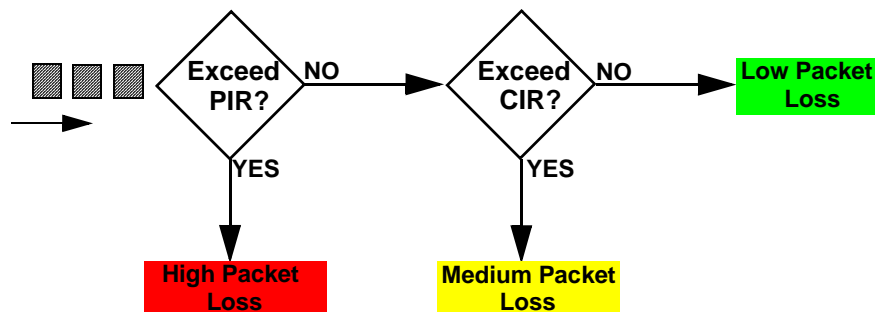 Exceed
PIR?
NO
Exceed
CIR?
NO
Low Packet
Loss
YES
YES
High Packet
Loss
Medium Packet
Loss